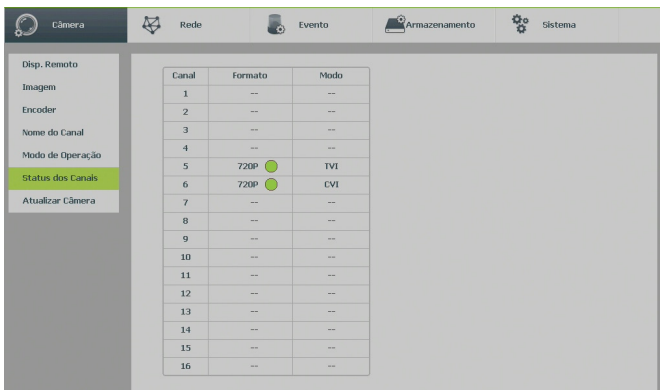 Câmera Rede Evento Armazenamento Sistema
Disp. Remoto
Imagem
Encoder
Nome do Canal
Modo de Operação
Status dos Canais
Atualizar Câmera
Canal Formato Modo
1 -- --
2 -- --
3 -- --
4 -- --
5 720P TVI
6 720P CVI
7 -- --
8 -- --
9 -- --
10 -- --
11 -- --
12 -- --
13 -- --
14 -- --
15 -- --
16 -- --